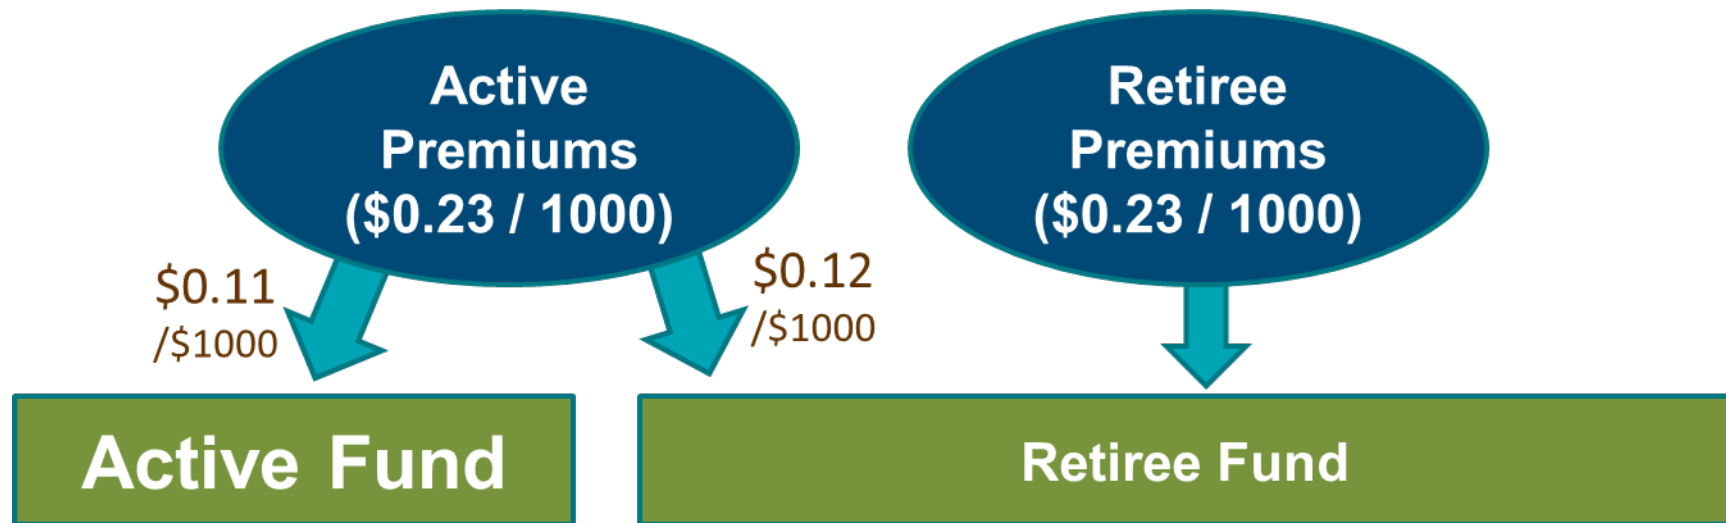 Active
Premiums
($0.23 / 1000)
Retiree
Premiums
($0.23 / 1000)
$0.11
/$1000
$0.12
/$1000
Active Fund
Retiree Fund